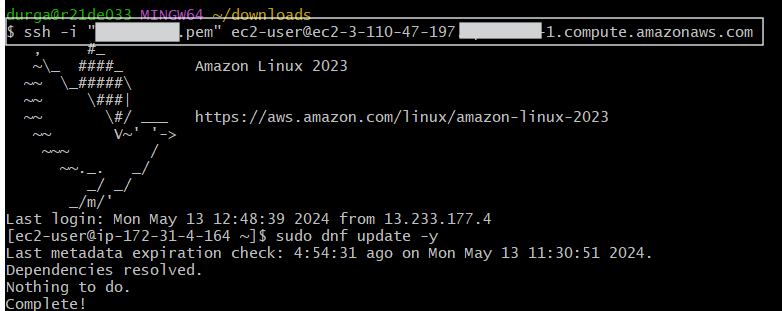 durga@r21de033 MINGW64 ~/downloads
$ ssh -i " .pem" ec2-user@ec2-3-110-47-197 -1.compute.amazonaws.com
   ,     #_
   ~\_  ####_        Amazon Linux 2023
  ~~  \_#####\
  ~~     \###|
  ~~       \#/ ___   https://aws.amazon.com/linux/amazon-linux-2023
   ~~       V~' '->
    ~~~         /
      ~~._.   _/
         _/ _/
       _/m/'
Last login: Mon May 13 12:48:39 2024 from 13.233.177.4
[ec2-user@ip-172-31-4-164 ~]$ sudo dnf update -y
Last metadata expiration check: 4:54:31 ago on Mon May 13 11:30:51 2024.
Dependencies resolved.
Nothing to do.
Complete!